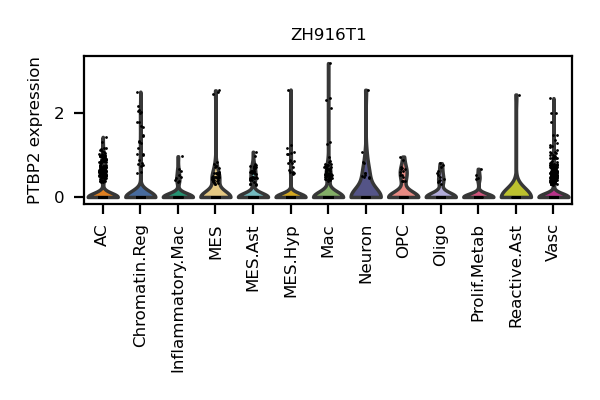 ZH916T1
PTBP2 expression
2
0
AC
Chromatin.Reg
Inflammatory.Mac
MES
MES.Ast
MES.Hyp
Mac
Neuron
OPC
Oligo
Prolif.Metab
Reactive.Ast
Vasc